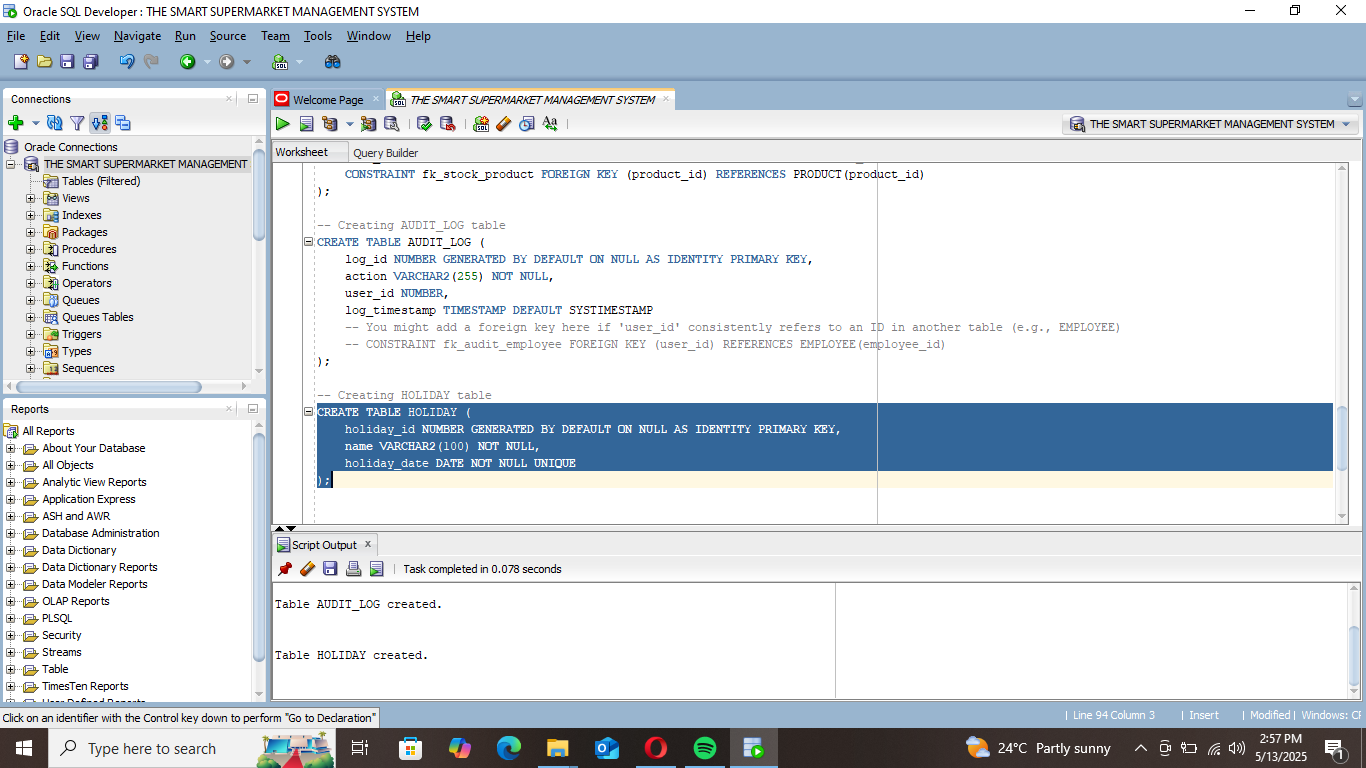 Oracle SQL Developer : THE SMART SUPERMARKET MANAGEMENT SYSTEM
File Edit View Navigate Run Source Team Tools Window Help
Connections
Oracle Connections
THE SMART SUPERMARKET MANAGEMENT
Tables (Filtered)
Views
Indexes
Packages
Procedures
Functions
Operators
Queues
Queues Tables
Triggers
Types
Sequences
Reports
All Reports
About Your Database
All Objects
Analytic View Reports
Application Express
ASH and AWR
Database Administration
Data Dictionary
Data Dictionary Reports
Data Modeler Reports
OLAP Reports
PLSQL
Security
Streams
Table
TimesTen Reports
User Defined Reports
Welcome Page
THE SMART SUPERMARKET MANAGEMENT SYSTEM
THE SMART SUPERMARKET MANAGEMENT SYSTEM
Worksheet Query Builder
CONSTRAINT fk_stock_product FOREIGN KEY (product_id) REFERENCES PRODUCT(product_id)
);
-- Creating AUDIT_LOG table
CREATE TABLE AUDIT_LOG (
log_id NUMBER GENERATED BY DEFAULT ON NULL AS IDENTITY PRIMARY KEY,
action VARCHAR2(255) NOT NULL,
user_id NUMBER,
log_timestamp TIMESTAMP DEFAULT SYSTIMESTAMP
-- You might add a foreign key here if 'user_id' consistently refers to an ID in another table (e.g., EMPLOYEE)
-- CONSTRAINT fk_audit_employee FOREIGN KEY (user_id) REFERENCES EMPLOYEE(employee_id)
);
-- Creating HOLIDAY table
CREATE TABLE HOLIDAY (
holiday_id NUMBER GENERATED BY DEFAULT ON NULL AS IDENTITY PRIMARY KEY,
name VARCHAR2(100) NOT NULL,
holiday_date DATE NOT NULL UNIQUE
);
Script Output
Task completed in 0.078 seconds
Table AUDIT_LOG created.
Table HOLIDAY created.
Click on an identifier with the Control key down to perform "Go to Declaration"
Line 94 Column 3
Insert
Modified
Windows: CF
Type here to search
24°C Partly sunny
2:57 PM
5/13/2025
1